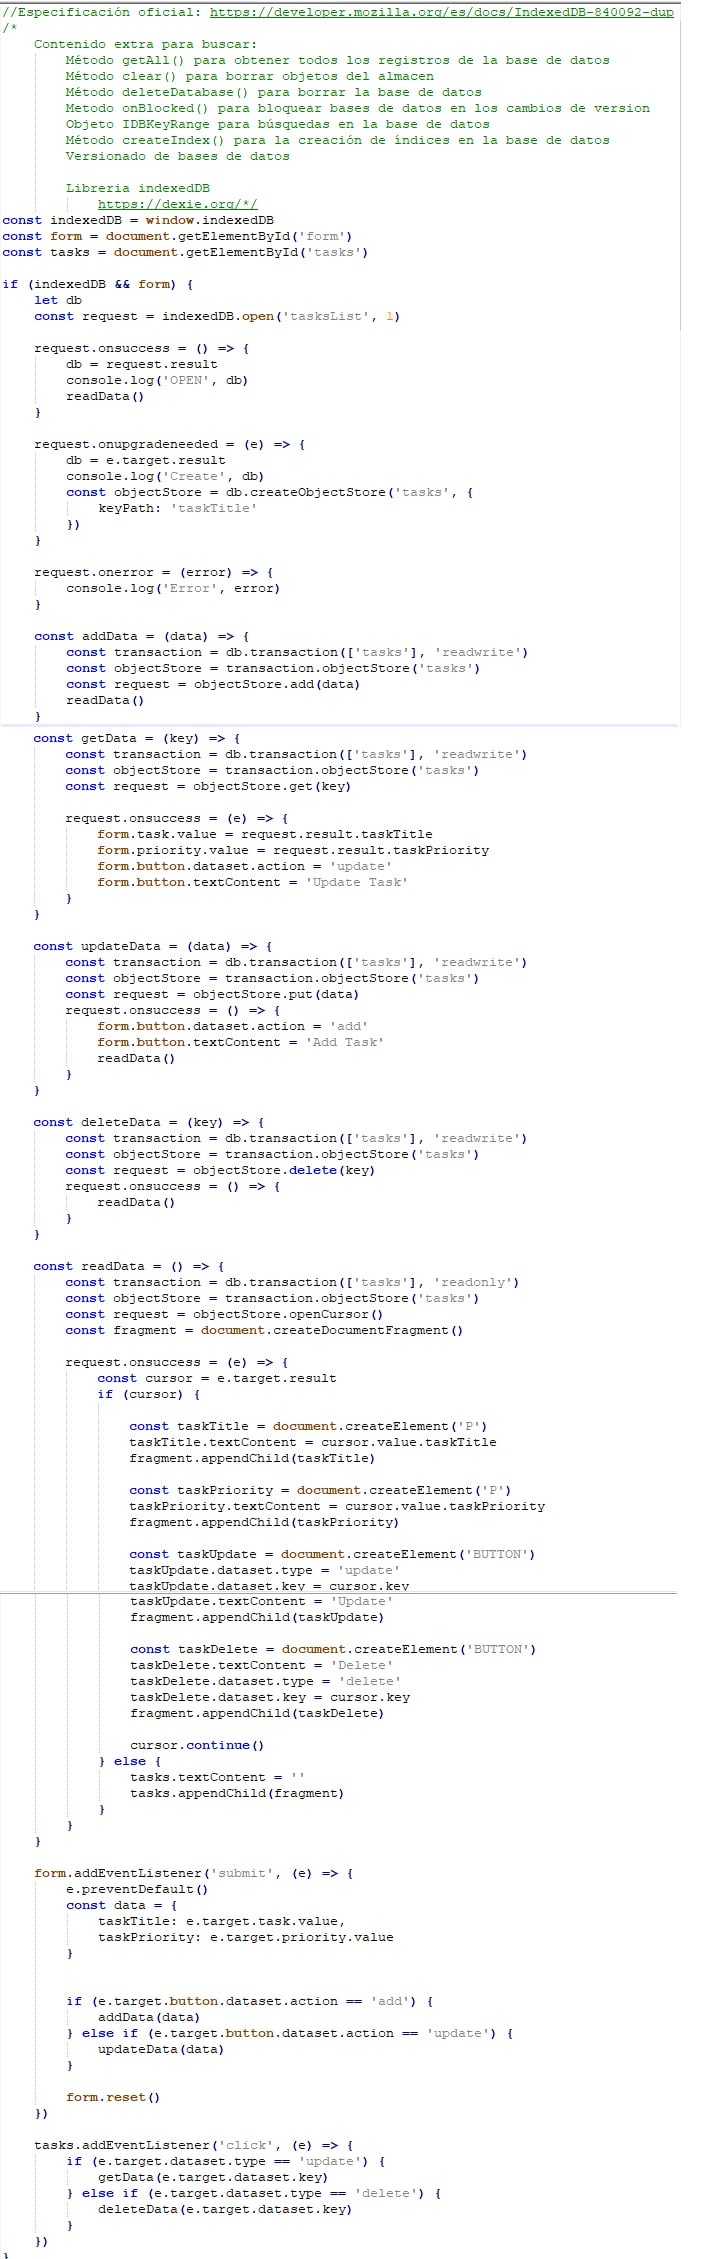 //Especificación oficial: https://developer.mozilla.org/es/docs/IndexedDB-840092-dup
/*
    Contenido extra para buscar:
        Método getAll() para obtener todos los registros de la base de datos
        Método clear() para borrar objetos del almacen
        Método deleteDatabase() para borrar la base de datos
        Metodo onBlocked() para bloquear bases de datos en los cambios de version
        Objeto IDBKeyRange para búsquedas en la base de datos
        Método createIndex() para la creación de índices en la base de datos
        Versionado de bases de datos

        Libreria indexedDB
            https://dexie.org/*/
const indexedDB = window.indexedDB
const form = document.getElementById('form')
const tasks = document.getElementById('tasks')

if (indexedDB && form) {
    let db
    const request = indexedDB.open('tasksList', 1)

    request.onsuccess = () => {
        db = request.result
        console.log('OPEN', db)
        readData()
    }

    request.onupgradeneeded = (e) => {
        db = e.target.result
        console.log('Create', db)
        const objectStore = db.createObjectStore('tasks', {
            keyPath: 'taskTitle'
        })
    }

    request.onerror = (error) => {
        console.log('Error', error)
    }

    const addData = (data) => {
        const transaction = db.transaction(['tasks'], 'readwrite')
        const objectStore = transaction.objectStore('tasks')
        const request = objectStore.add(data)
        readData()
    }
    const getData = (key) => {
        const transaction = db.transaction(['tasks'], 'readwrite')
        const objectStore = transaction.objectStore('tasks')
        const request = objectStore.get(key)

        request.onsuccess = (e) => {
            form.task.value = request.result.taskTitle
            form.priority.value = request.result.taskPriority
            form.button.dataset.action = 'update'
            form.button.textContent = 'Update Task'
        }
    }

    const updateData = (data) => {
        const transaction = db.transaction(['tasks'], 'readwrite')
        const objectStore = transaction.objectStore('tasks')
        const request = objectStore.put(data)
        request.onsuccess = () => {
            form.button.dataset.action = 'add'
            form.button.textContent = 'Add Task'
            readData()
        }
    }

    const deleteData = (key) => {
        const transaction = db.transaction(['tasks'], 'readwrite')
        const objectStore = transaction.objectStore('tasks')
        const request = objectStore.delete(key)
        request.onsuccess = () => {
            readData()
        }
    }

    const readData = () => {
        const transaction = db.transaction(['tasks'], 'readonly')
        const objectStore = transaction.objectStore('tasks')
        const request = objectStore.openCursor()
        const fragment = document.createDocumentFragment()

        request.onsuccess = (e) => {
            const cursor = e.target.result
            if (cursor) {

                const taskTitle = document.createElement('P')
                taskTitle.textContent = cursor.value.taskTitle
                fragment.appendChild(taskTitle)

                const taskPriority = document.createElement('P')
                taskPriority.textContent = cursor.value.taskPriority
                fragment.appendChild(taskPriority)

                const taskUpdate = document.createElement('BUTTON')
                taskUpdate.dataset.type = 'update'
                taskUpdate.dataset.key = cursor.key
                taskUpdate.textContent = 'Update'
                fragment.appendChild(taskUpdate)

                const taskDelete = document.createElement('BUTTON')
                taskDelete.textContent = 'Delete'
                taskDelete.dataset.type = 'delete'
                taskDelete.dataset.key = cursor.key
                fragment.appendChild(taskDelete)

                cursor.continue()
            } else {
                tasks.textContent = ''
                tasks.appendChild(fragment)
            }
        }
    }

    form.addEventListener('submit', (e) => {
        e.preventDefault()
        const data = {
            taskTitle: e.target.task.value,
            taskPriority: e.target.priority.value
        }


        if (e.target.button.dataset.action == 'add') {
            addData(data)
        } else if (e.target.button.dataset.action == 'update') {
            updateData(data)
        }

        form.reset()
    })

    tasks.addEventListener('click', (e) => {
        if (e.target.dataset.type == 'update') {
            getData(e.target.dataset.key)
        } else if (e.target.dataset.type == 'delete') {
            deleteData(e.target.dataset.key)
        }
    })
}